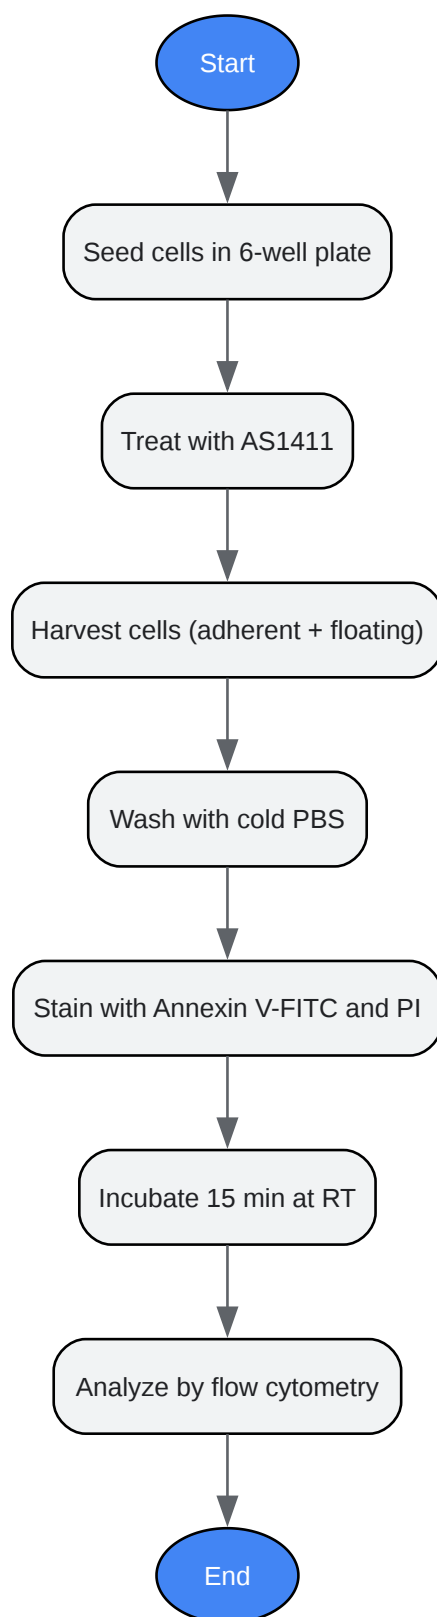 Start
Seed cells in 6-well plate
Treat with AS1411
Harvest cells (adherent + floating)
Wash with cold PBS
Stain with Annexin V-FITC and PI
Incubate 15 min at RT
Analyze by flow cytometry
End